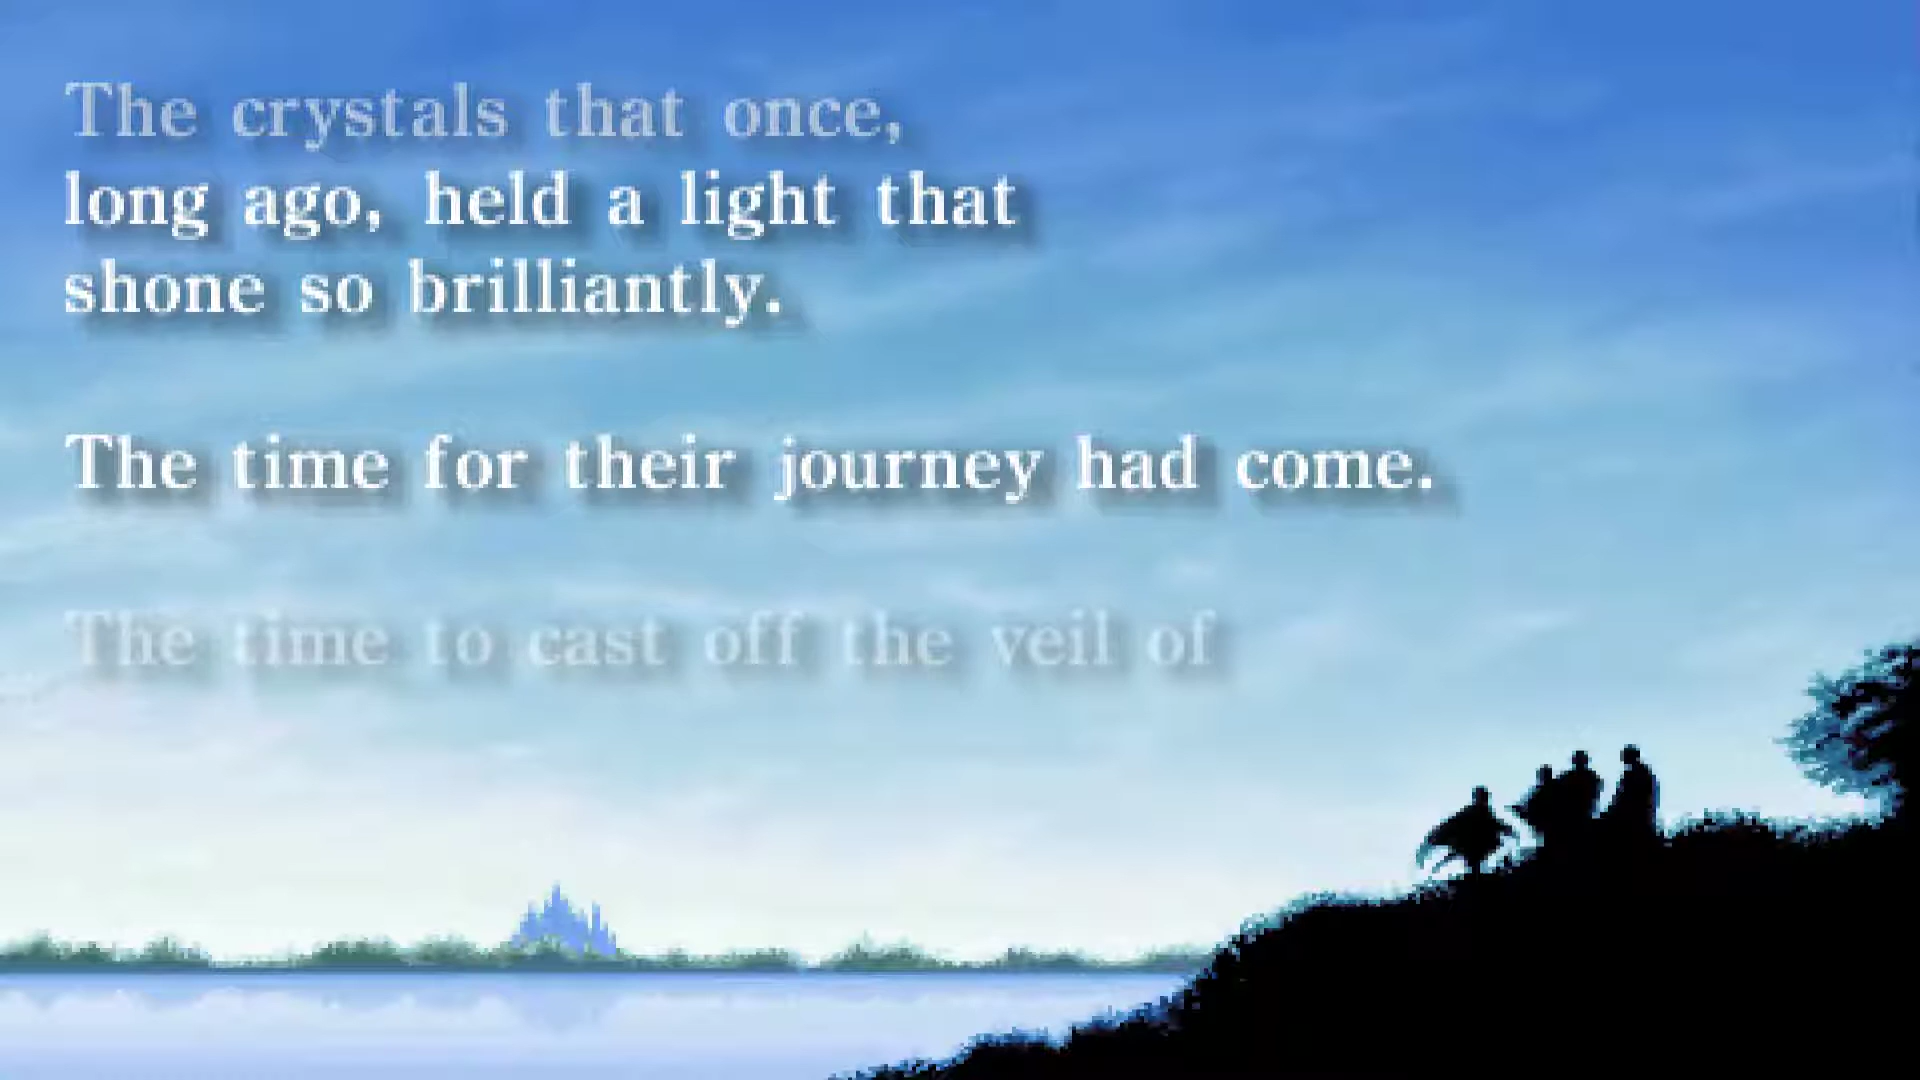 The crystals that once,
long ago, held a light that
shone so brilliantly.
The time for their journey had come.
The time to cast off the veil of